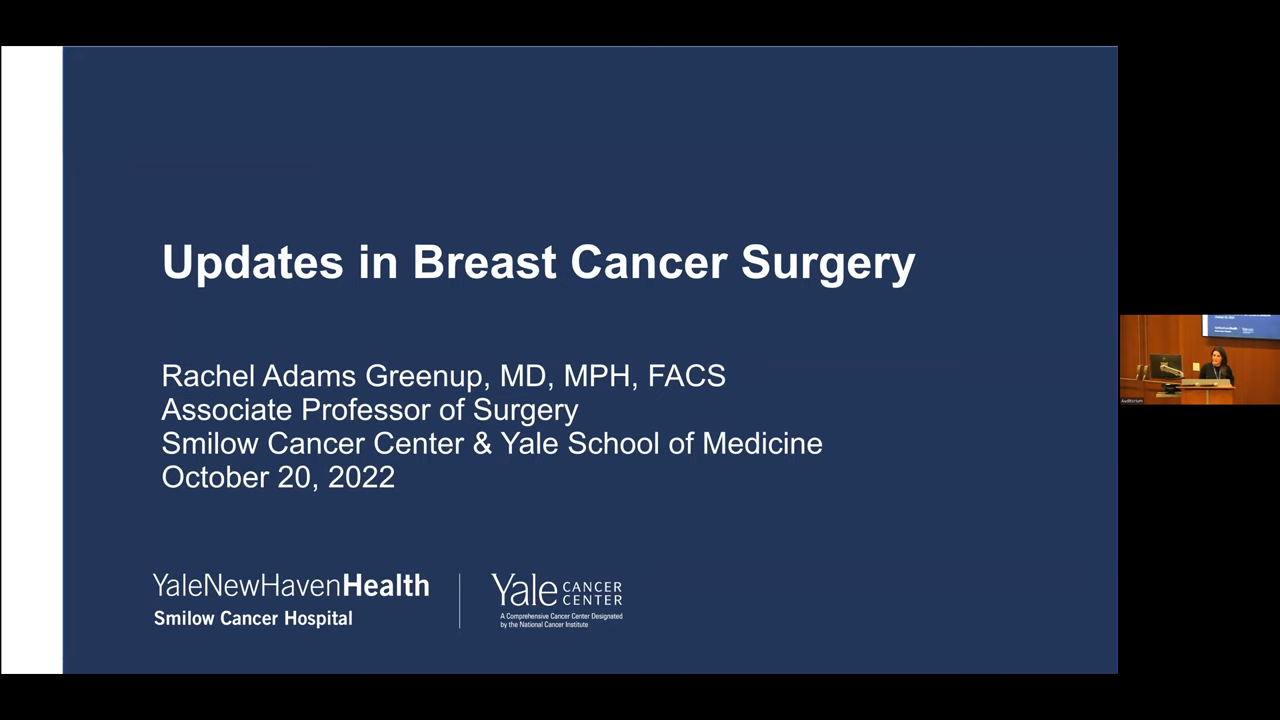 Updates in Breast Cancer Surgery
Rachel Adams Greenup, MD, MPH, FACS
Associate Professor of Surgery
Smilow Cancer Center & Yale School of Medicine
October 20, 2022
YaleNewHavenHealth
Smilow Cancer Hospital
Yale CANCER CENTER
A Comprehensive Cancer Center Designated
by the National Cancer Institute
Auditorium